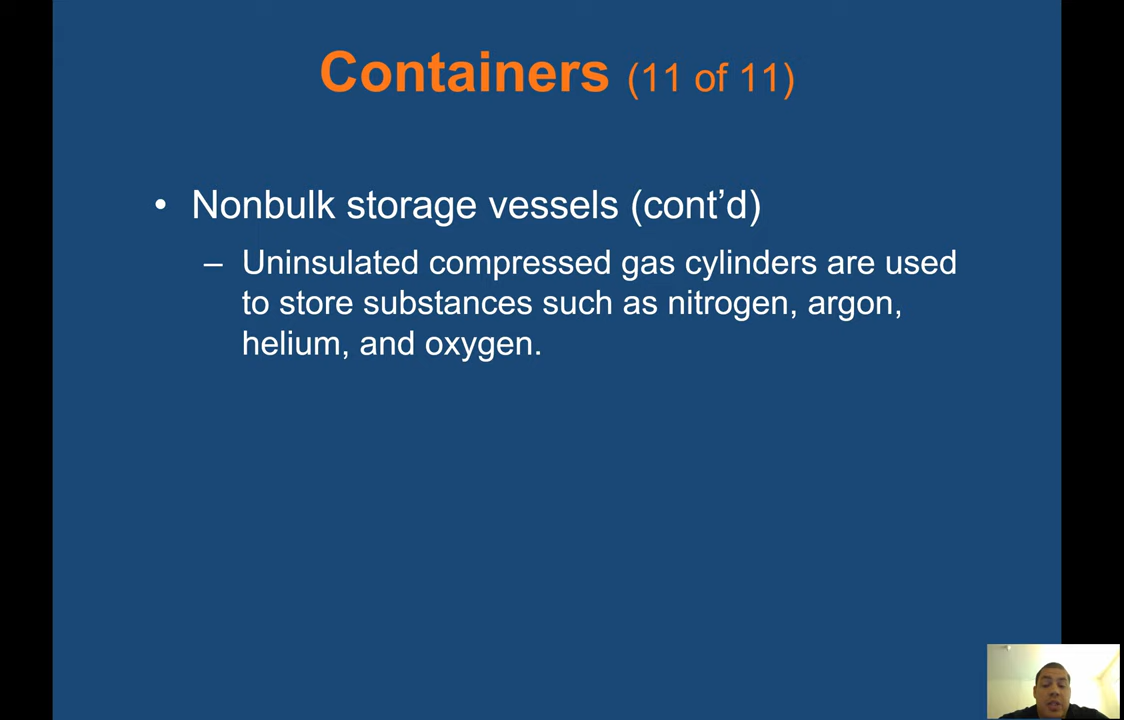 Containers (11 of 11)
• Nonbulk storage vessels (cont’d)
– Uninsulated compressed gas cylinders are used
to store substances such as nitrogen, argon,
helium, and oxygen.